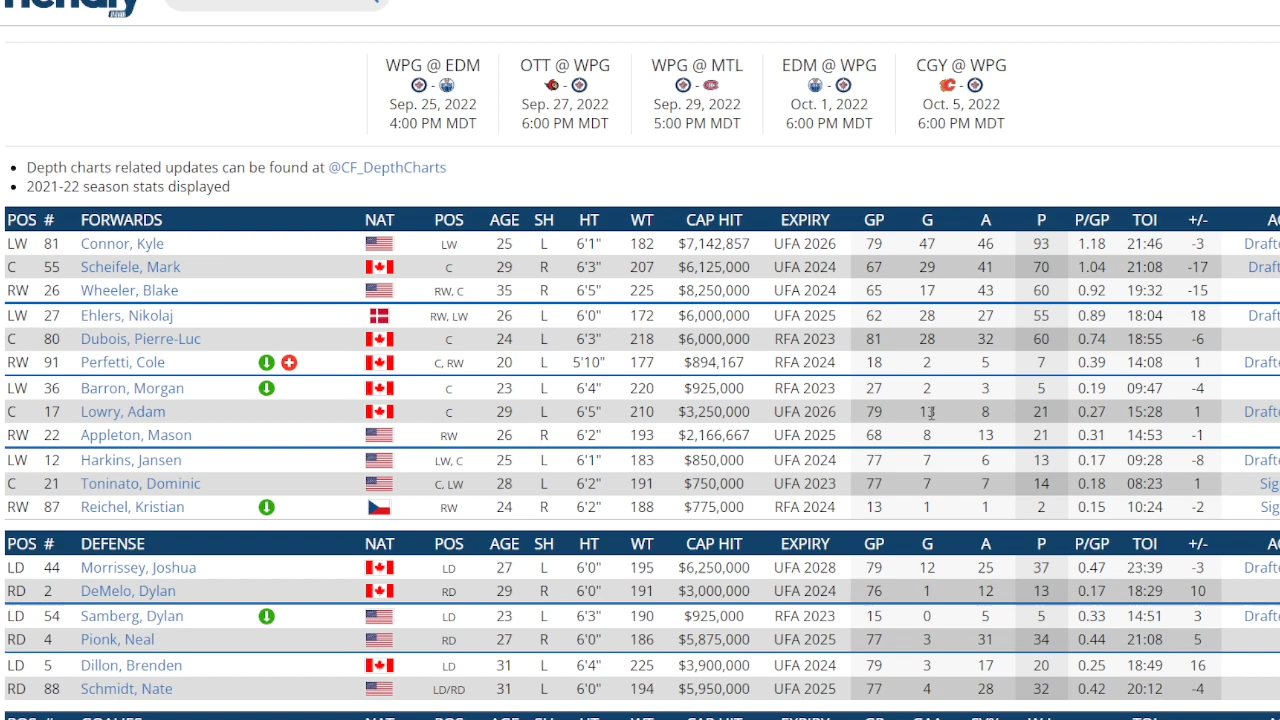 WPG @ EDM OTT @ WPG WPG @ MTL EDM @ WPG CGY @ WPG
- - - - -
Sep. 25, 2022 Sep. 27, 2022 Sep. 29, 2022 Oct. 1, 2022 Oct. 5, 2022
4:00 PM MDT 6:00 PM MDT 5:00 PM MDT 6:00 PM MDT 6:00 PM MDT
• Depth charts related updates can be found at @CF_DepthCharts
• 2021-22 season stats displayed
POS # FORWARDS NAT POS AGE SH HT WT CAP HIT EXPIRY GP G A P P/GP TOI +/-
LW 81 Connor, Kyle LW 25 L 6'1" 182 $7,142,857 UFA 2026 79 47 46 93 1.18 21:46 -3
C 55 Scheifele, Mark C 29 R 6'3" 207 $6,125,000 UFA 2024 67 29 41 70 1.04 21:08 -17
RW 26 Wheeler, Blake RW, C 35 R 6'5" 225 $8,250,000 UFA 2024 65 17 43 60 0.92 19:32 -15
LW 27 Ehlers, Nikolaj RW, LW 26 L 6'0" 172 $6,000,000 UFA 2025 62 28 27 55 0.89 18:04 18
C 80 Dubois, Pierre-Luc C 24 L 6'3" 218 $6,000,000 RFA 2023 81 28 32 60 0.74 18:55 -6
RW 91 Perfetti, Cole C, RW 20 L 5'10" 177 $894,167 RFA 2024 18 2 5 7 0.39 14:08 1
LW 36 Barron, Morgan C 23 L 6'4" 220 $925,000 RFA 2023 27 2 3 5 0.19 09:47 -4
C 17 Lowry, Adam C 29 L 6'5" 210 $3,250,000 UFA 2026 79 13 8 21 0.27 15:28 1
RW 22 Appleton, Mason RW 26 R 6'2" 193 $2,166,667 UFA 2025 68 8 13 21 0.31 14:53 -1
LW 12 Harkins, Jansen LW, C 25 L 6'1" 183 $850,000 UFA 2024 77 7 6 13 0.17 09:28 -8
C 21 Toninato, Dominic C, LW 28 L 6'2" 191 $750,000 UFA 2023 77 7 7 14 0.18 08:23 1
RW 87 Reichel, Kristian RW 24 R 6'2" 188 $775,000 RFA 2024 13 1 1 2 0.15 10:24 -2
POS # DEFENSE NAT POS AGE SH HT WT CAP HIT EXPIRY GP G A P P/GP TOI +/-
LD 44 Morrissey, Joshua LD 27 L 6'0" 195 $6,250,000 UFA 2028 79 12 25 37 0.47 23:39 -3
RD 2 DeMelo, Dylan RD 29 R 6'0" 191 $3,000,000 UFA 2024 76 1 12 13 0.17 18:29 10
LD 54 Samberg, Dylan LD 23 L 6'3" 190 $925,000 RFA 2023 15 0 5 5 0.33 14:51 3
RD 4 Pionk, Neal RD 27 R 6'0" 186 $5,875,000 UFA 2025 77 3 31 34 0.44 21:08 5
LD 5 Dillon, Brenden LD 31 L 6'4" 225 $3,900,000 UFA 2024 79 3 17 20 0.25 18:49 16
RD 88 Schmidt, Nate LD/RD 31 L 6'0" 194 $5,950,000 UFA 2025 77 4 28 32 0.42 20:12 -4